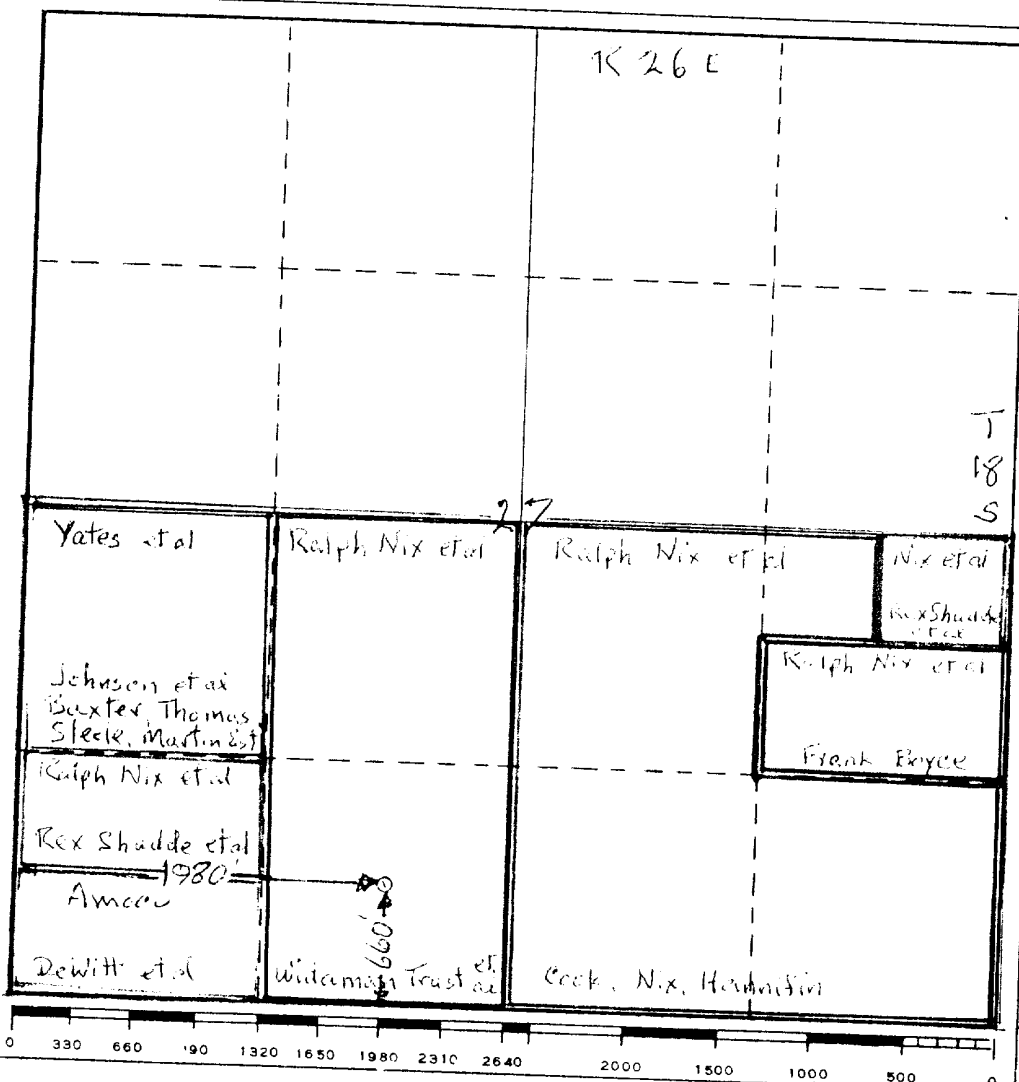 R 26 E
T
18
S
27
Yates et al
Ralph Nix et al
Ralph Nix et al
Nix et al
Rex Shudde
et al
Johnson et al
Baxter, Thomas,
Steele, Martin Est
Ralph Nix et al
Frank Boyce
Ralph Nix et al
Rex Shudde et al
1980'
Amoco
660'
DeWitt et al
Wideman Trust et al
Cook, Nix, Hannifin
0 330 660 '90 1320 1650 1980 2310 2640 2000 1500 1000 500 0